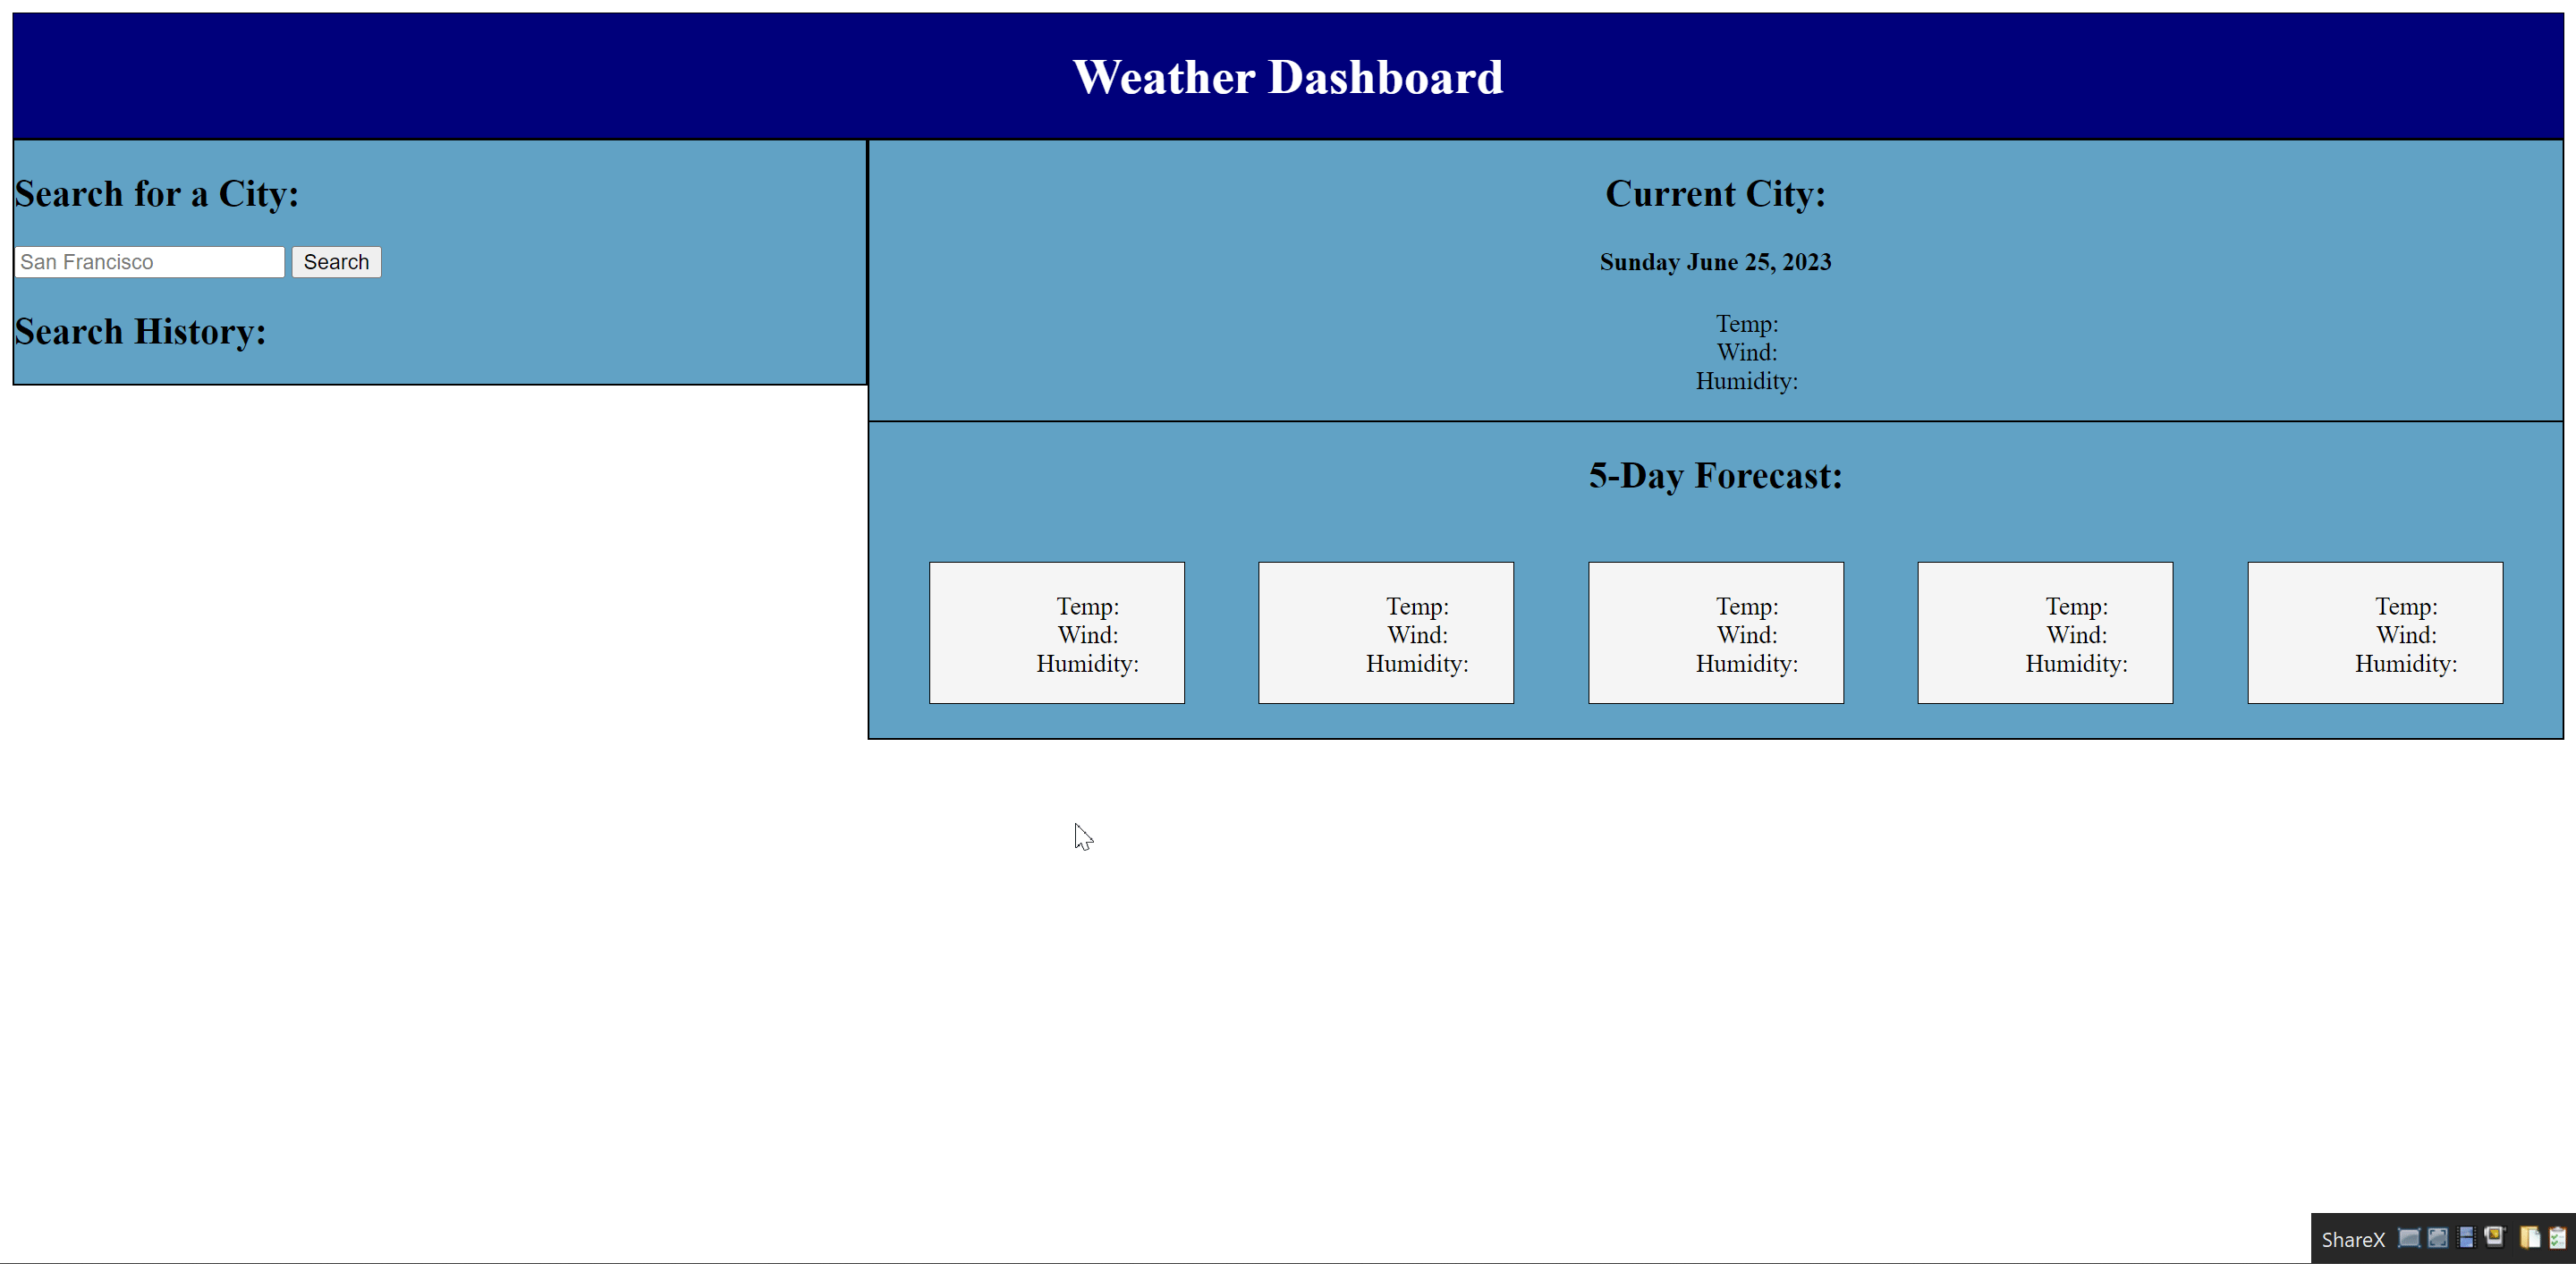 Weather Dashboard
Search for a City:
San Francisco Search
Search History:
Current City:
Sunday June 25, 2023
Temp:
Wind:
Humidity:
5-Day Forecast:
Temp:
Wind:
Humidity:
Temp:
Wind:
Humidity:
Temp:
Wind:
Humidity:
Temp:
Wind:
Humidity:
Temp:
Wind:
Humidity:
ShareX